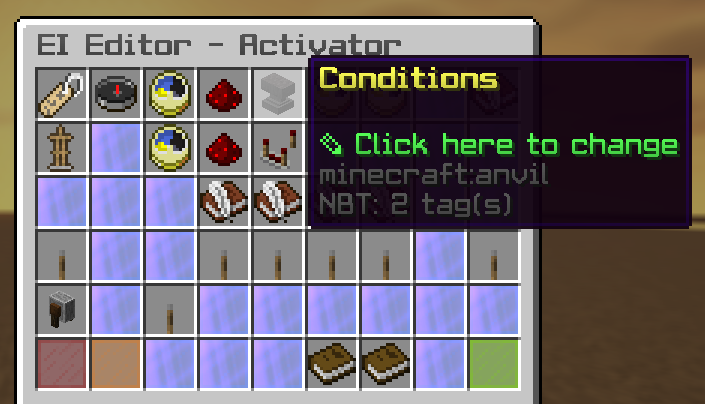 EI Editor - Activator
Conditions
✎ Click here to change
minecraft:anvil
NBT: 2 tag(s)